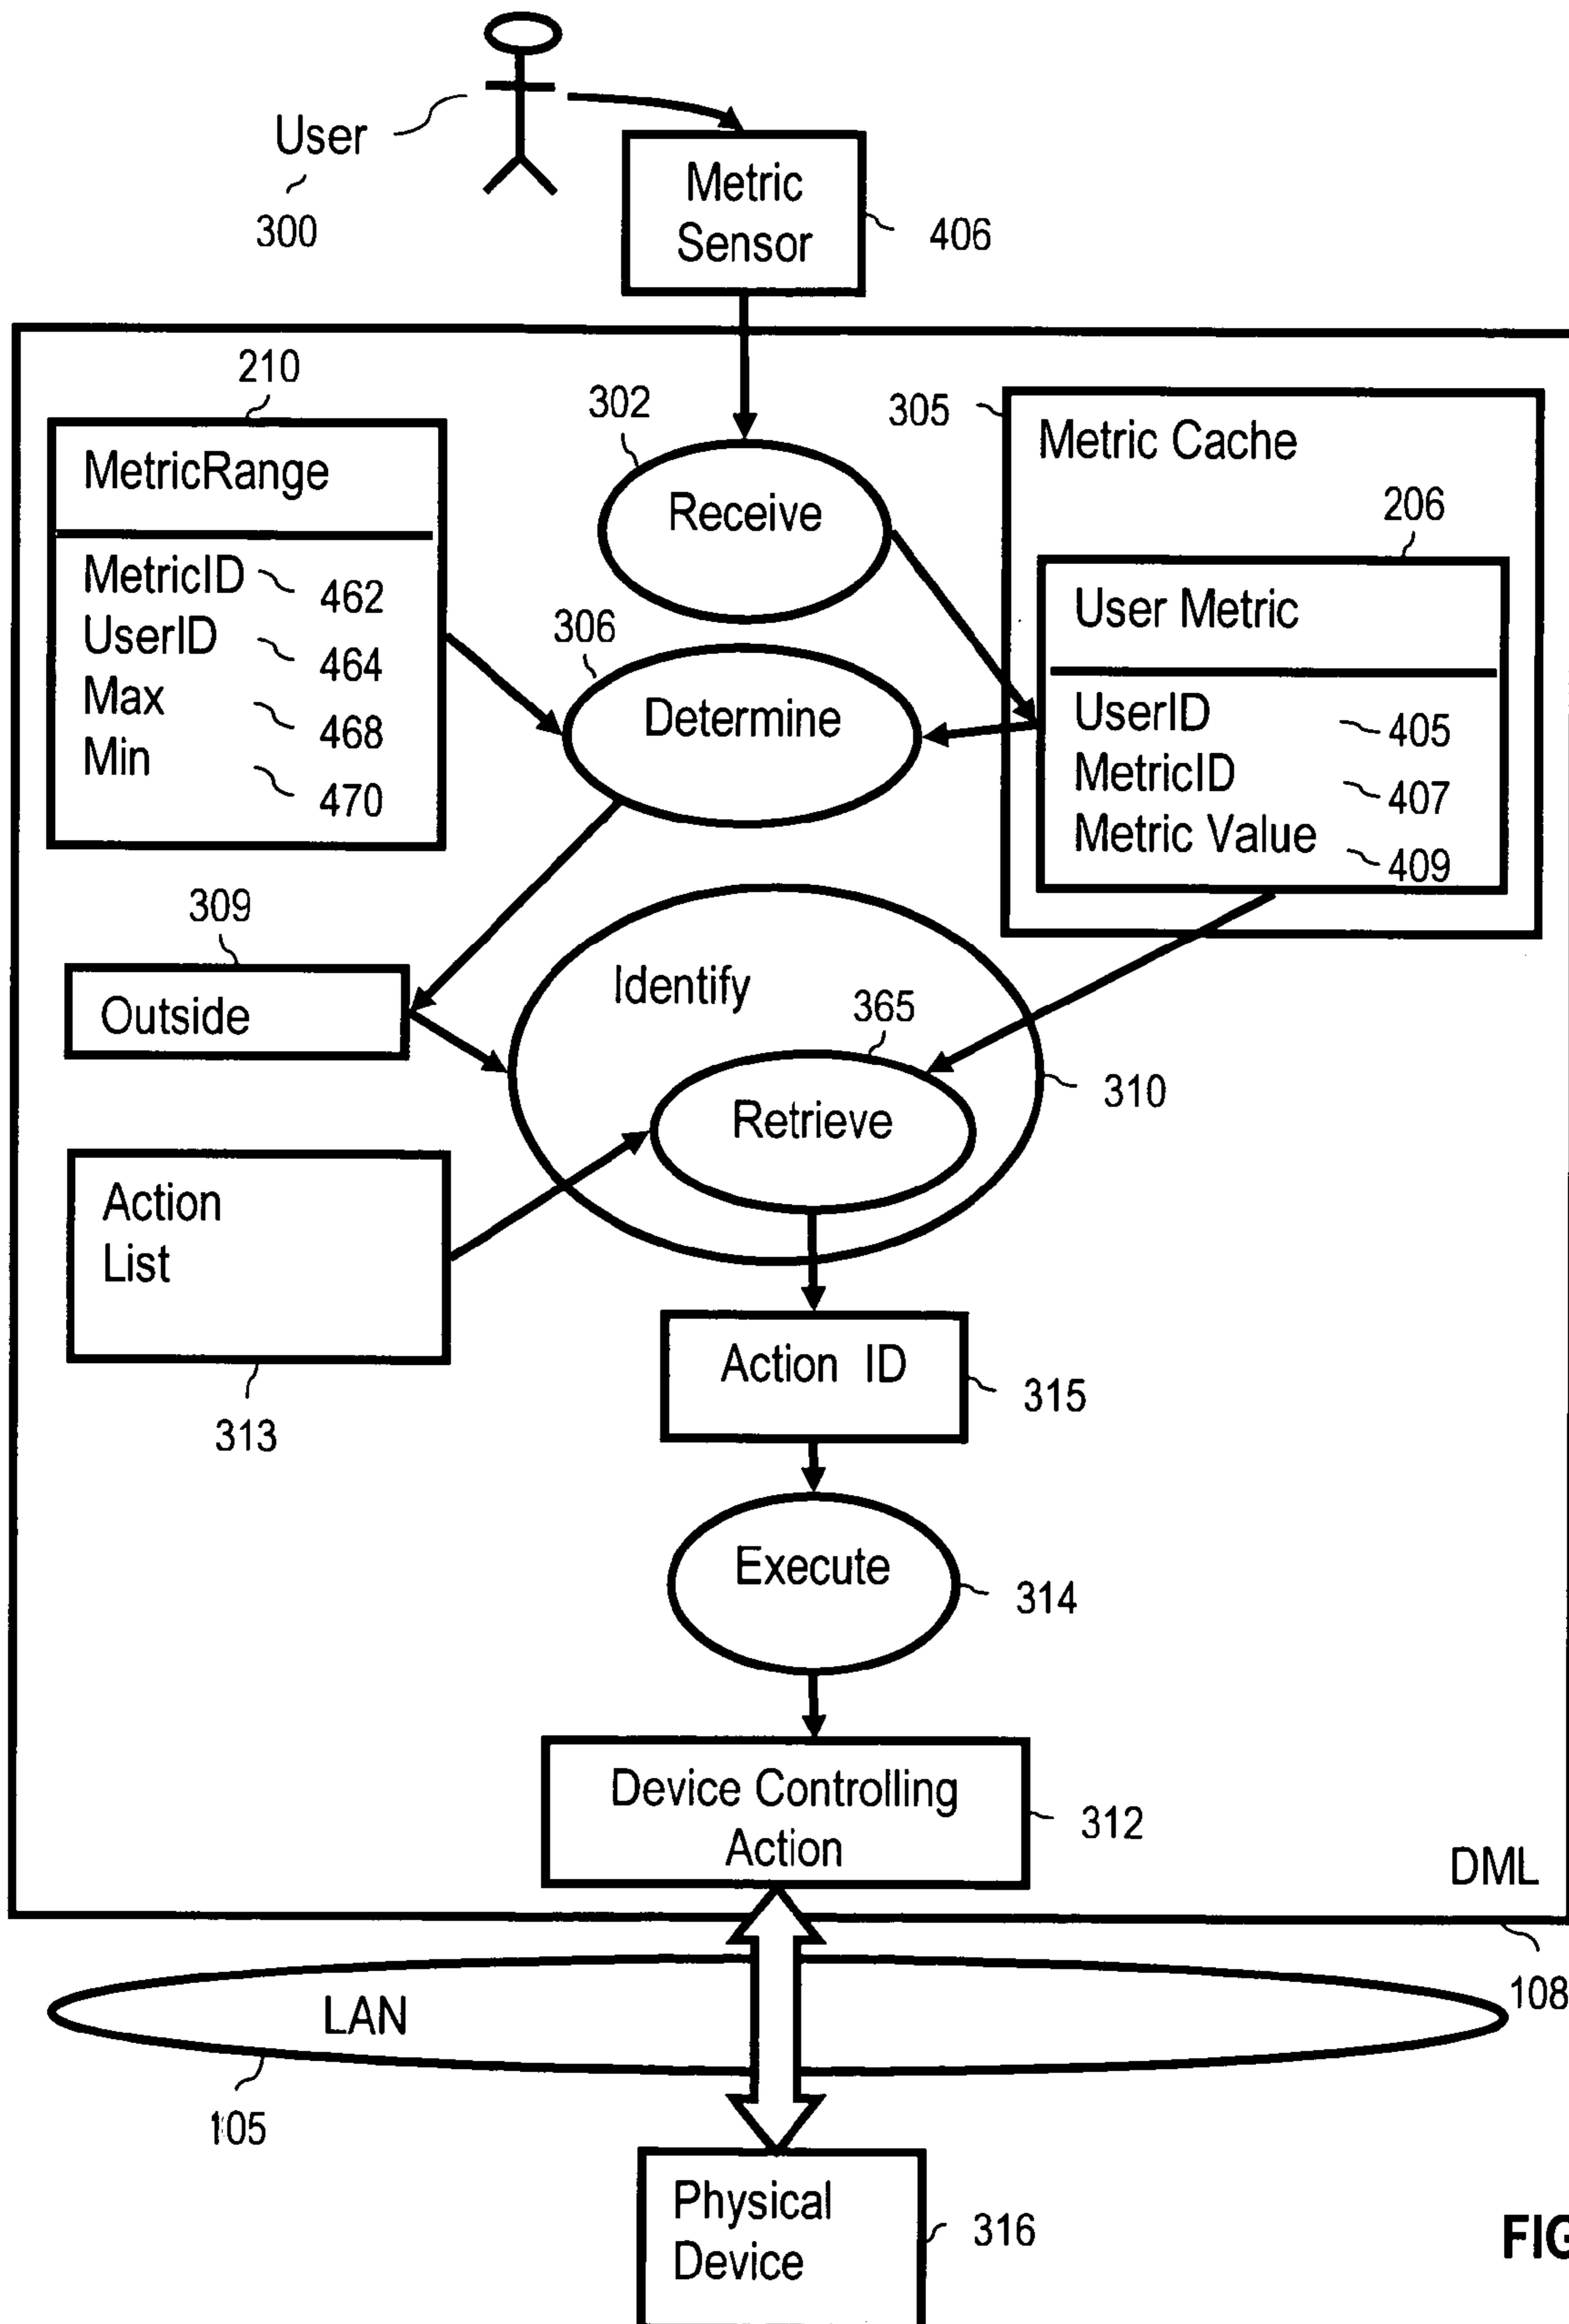 User
300
Metric
Sensor
406
210
302
305
Metric Cache
MetricRange
Receive
206
MetricID
462
User Metric
UserID
464
306
Max
468
Determine
UserID
405
Min
470
MetricID
407
Metric Value
409
309
Outside
Identify
365
310
Retrieve
Action
List
313
Action ID
315
Execute
314
Device Controlling
Action
312
DML
108
LAN
105
Physical
Device
316
FIG